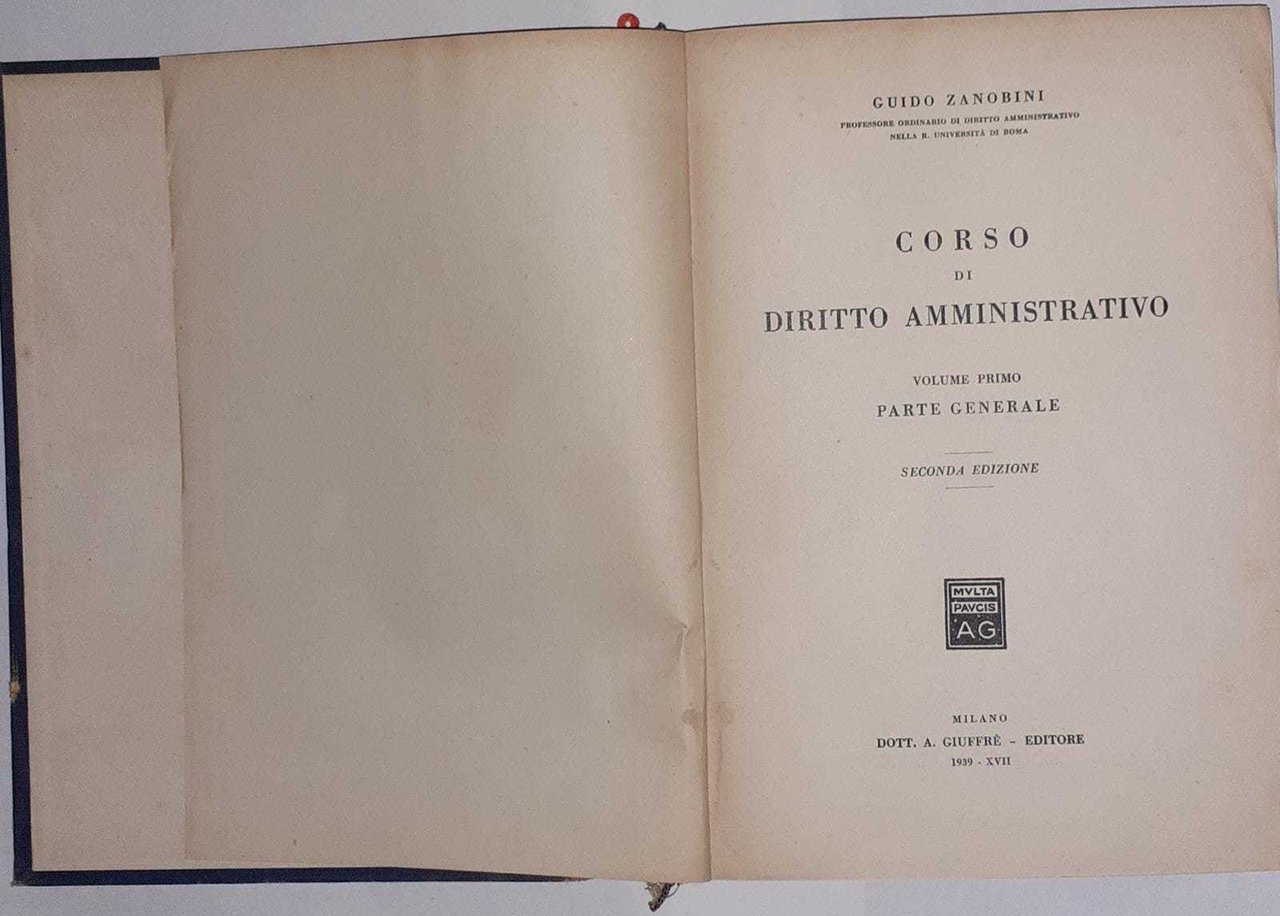 GUIDO ZANOBINI
PROFESSORE ORDINARIO DI DIRITTO AMMINISTRATIVO
NELLA R. UNIVERSITÀ DI ROMA
CORSO
DI
DIRITTO AMMINISTRATIVO
VOLUME PRIMO
PARTE GENERALE
SECONDA EDIZIONE
MVLTA
PAVCIS
AG
MILANO
DOTT. A. GIUFFRÈ - EDITORE
1939 - XVII